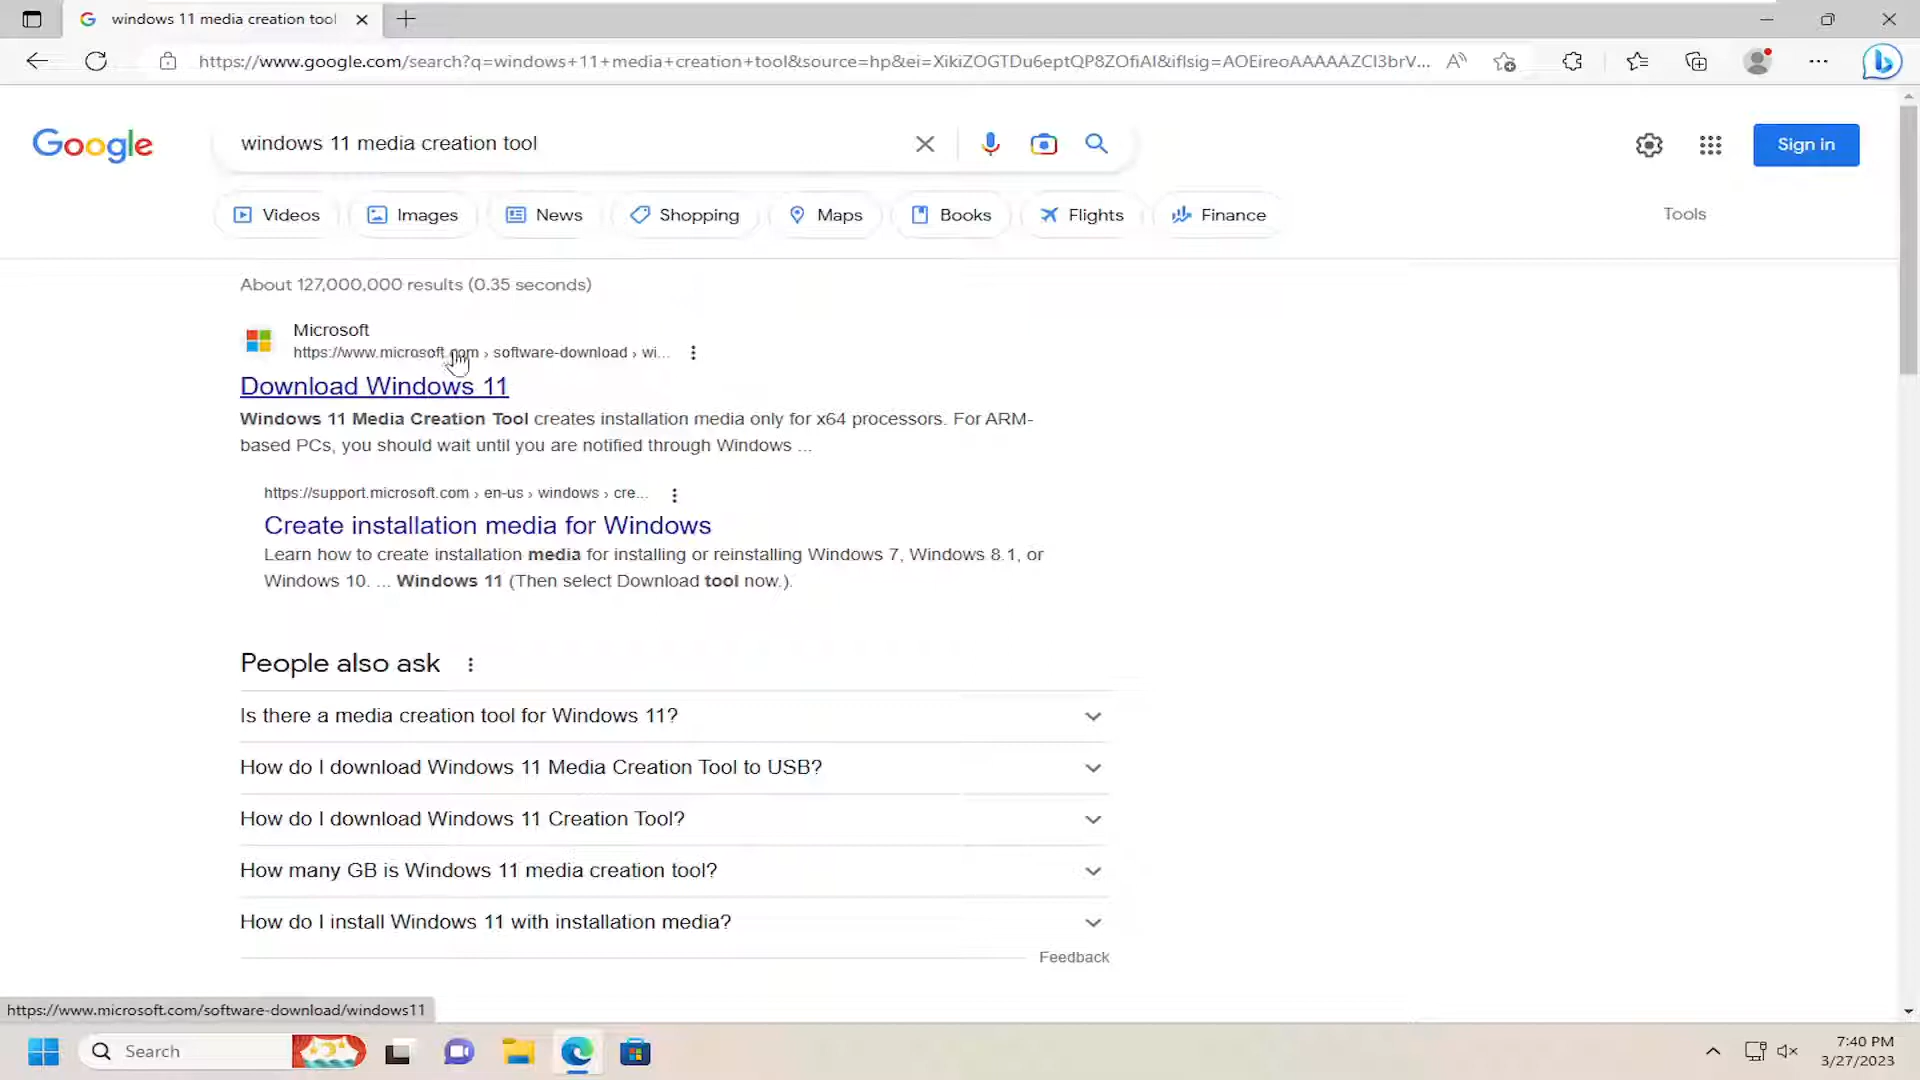 windows 11 media creation tool
https://www.google.com/search?q=windows+11+media+creation+tool&source=hp&ei=XikiZOGTDu6eptQP8ZOfiAI&iflsig=AOEireoAAAAAZCI3brV...
Google
windows 11 media creation tool
Sign in
Videos
Images
News
Shopping
Maps
Books
Flights
Finance
Tools
About 127,000,000 results (0.35 seconds)
Microsoft
https://www.microsoft.com › software-download › wi...
Download Windows 11
Windows 11 Media Creation Tool creates installation media only for x64 processors. For ARM-
based PCs, you should wait until you are notified through Windows ...
https://support.microsoft.com › en-us › windows › cre...
Create installation media for Windows
Learn how to create installation media for installing or reinstalling Windows 7, Windows 8.1, or
Windows 10. ... Windows 11 (Then select Download tool now.).
People also ask
Is there a media creation tool for Windows 11?
How do I download Windows 11 Media Creation Tool to USB?
How do I download Windows 11 Creation Tool?
How many GB is Windows 11 media creation tool?
How do I install Windows 11 with installation media?
Feedback
https://www.microsoft.com/software-download/windows11
Search
7:40 PM
3/27/2023